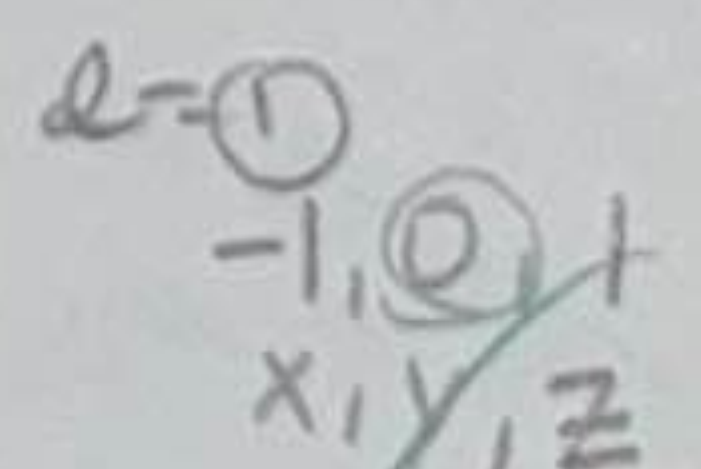 l=1
-1, 0, 1
x, y, z